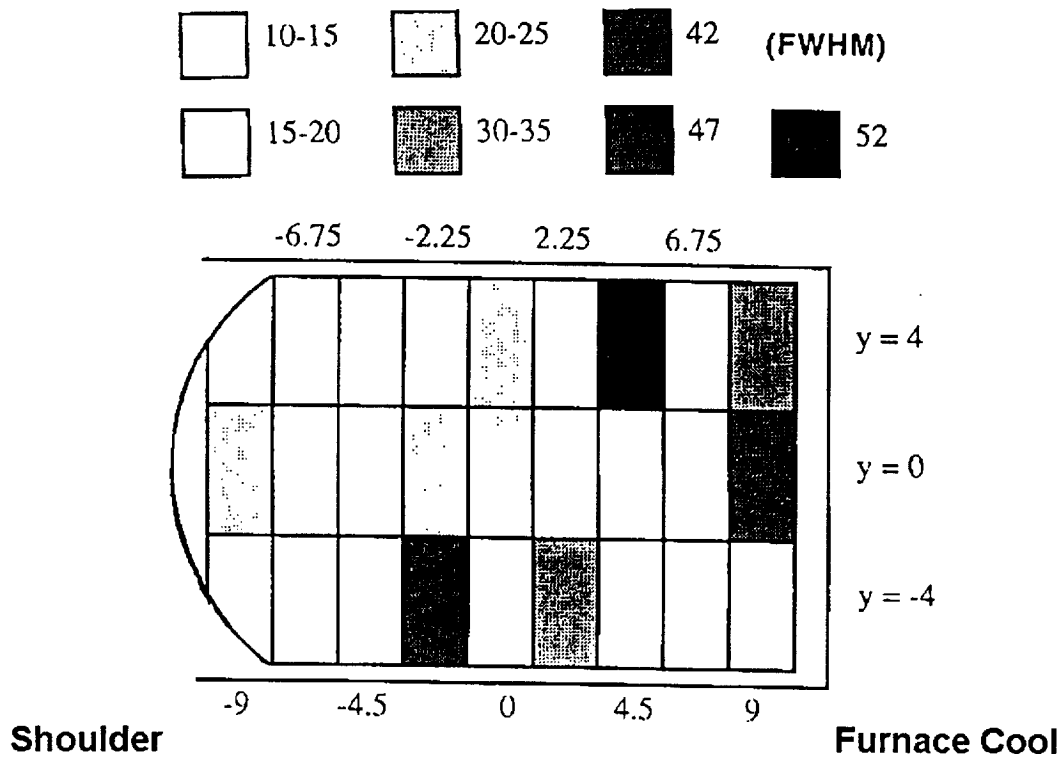 10-15 20-25 42 (FWHM)
15-20 30-35 47 52
-6.75 -2.25 2.25 6.75
y = 4
y = 0
y = -4
-9 -4.5 0 4.5 9
Shoulder Furnace Cool